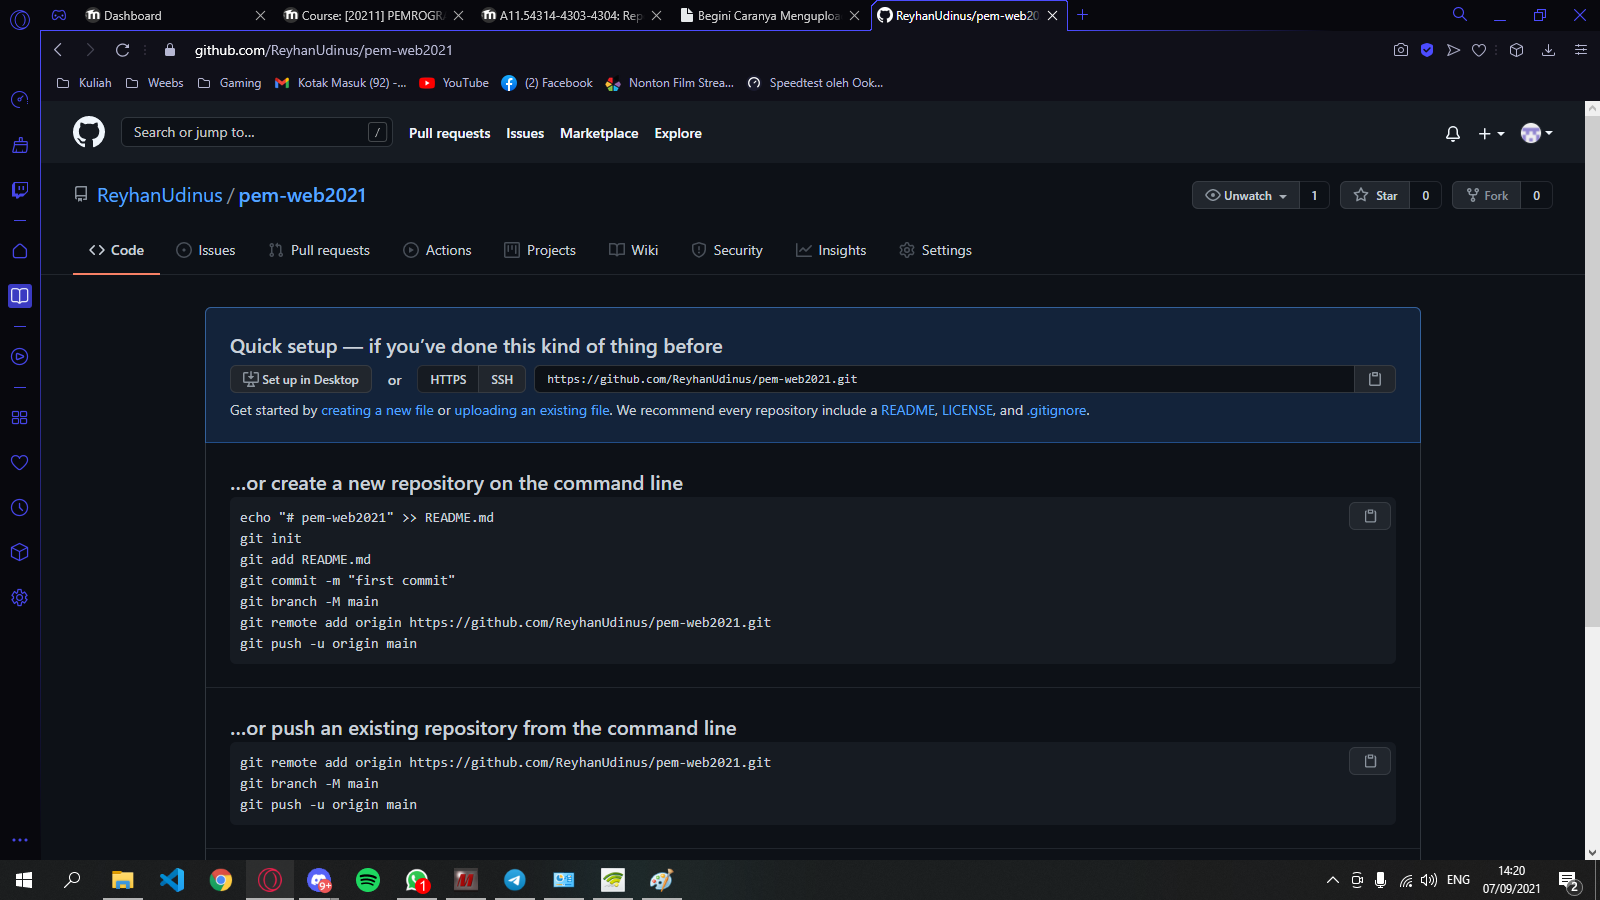 Dashboard
Course: [20211] PEMROGRA
A11.54314-4303-4304: Rep
Begini Caranya Menguploa
ReyhanUdinus/pem-web20
github.com/ReyhanUdinus/pem-web2021
Kuliah
Weebs
Gaming
Kotak Masuk (92) -...
YouTube
(2) Facebook
Nonton Film Strea...
Speedtest oleh Ook...
Search or jump to...
/
Pull requests
Issues
Marketplace
Explore
ReyhanUdinus / pem-web2021
Unwatch 1
Star 0
Fork 0
Code
Issues
Pull requests
Actions
Projects
Wiki
Security
Insights
Settings
Quick setup — if you've done this kind of thing before
Set up in Desktop or HTTPS SSH https://github.com/ReyhanUdinus/pem-web2021.git
Get started by creating a new file or uploading an existing file. We recommend every repository include a README, LICENSE, and .gitignore.
...or create a new repository on the command line
echo "# pem-web2021" >> README.md
git init
git add README.md
git commit -m "first commit"
git branch -M main
git remote add origin https://github.com/ReyhanUdinus/pem-web2021.git
git push -u origin main
...or push an existing repository from the command line
git remote add origin https://github.com/ReyhanUdinus/pem-web2021.git
git branch -M main
git push -u origin main
9+
1
ENG
14:20
07/09/2021
2